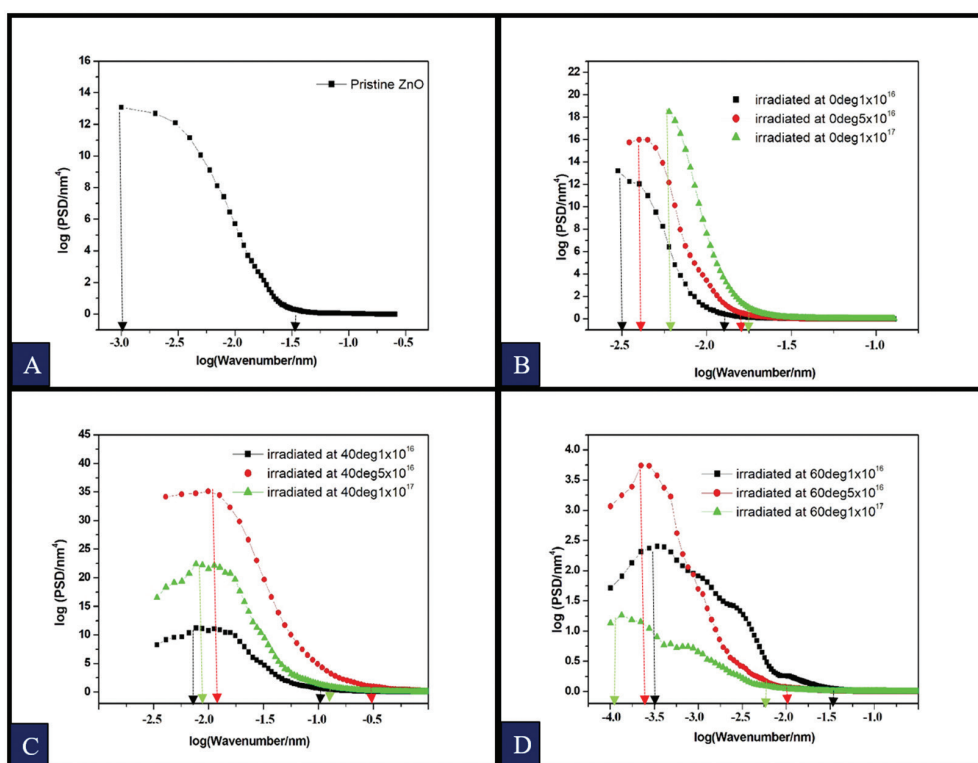 16
14
12
10
8
6
4
2
0
log (PSD/nm⁴)
Pristine ZnO
-3.0 -2.5 -2.0 -1.5 -1.0 -0.5
log(Wavenumber/nm)
A
22
20
18
16
14
12
10
8
6
4
2
0
log (PSD/nm⁴)
irradiated at 0deg1x10¹⁶
irradiated at 0deg5x10¹⁶
irradiated at 0deg1x10¹⁷
-2.5 -2.0 -1.5 -1.0
log(Wavenumber/nm)
B
45
40
35
30
25
20
15
10
5
0
log (PSD/nm⁴)
irradiated at 40deg1x10¹⁶
irradiated at 40deg5x10¹⁶
irradiated at 40deg1x10¹⁷
-2.5 -2.0 -1.5 -1.0 -0.5
log(Wavenumber/nm)
C
4.0
3.5
3.0
2.5
2.0
1.5
1.0
0.5
0.0
log (PSD/nm⁴)
irradiated at 60deg1x10¹⁶
irradiated at 60deg5x10¹⁶
irradiated at 60deg1x10¹⁷
-4.0 -3.5 -3.0 -2.5 -2.0 -1.5 -1.0 -0.5
log(Wavenumber/nm)
D